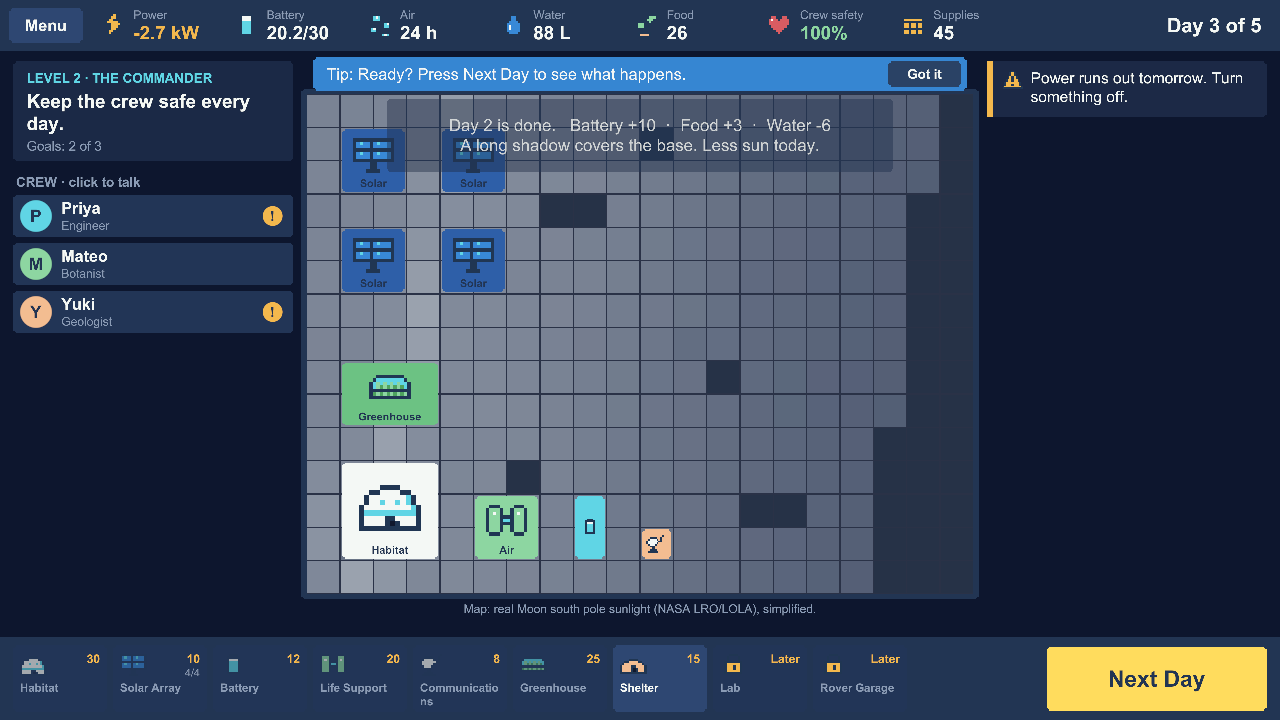 Menu
Power
-2.7 kW
Battery
20.2/30
Air
24 h
Water
88 L
Food
26
Crew safety
100%
Supplies
45
Day 3 of 5
LEVEL 2 · THE COMMANDER
Keep the crew safe every
day.
Goals: 2 of 3
CREW · click to talk
P
Priya
Engineer
!
M
Mateo
Botanist
Y
Yuki
Geologist
!
Tip: Ready? Press Next Day to see what happens.
Got it
Day 2 is done. Battery +10 · Food +3 · Water -6
A long shadow covers the base. Less sun today.
Solar
Solar
Solar
Solar
Greenhouse
Habitat
Air
Map: real Moon south pole sunlight (NASA LRO/LOLA), simplified.
Power runs out tomorrow. Turn
something off.
30
Habitat
10
4/4
Solar Array
12
Battery
20
Life Support
8
Communicatio
ns
25
Greenhouse
15
Shelter
Later
Lab
Later
Rover Garage
Next Day